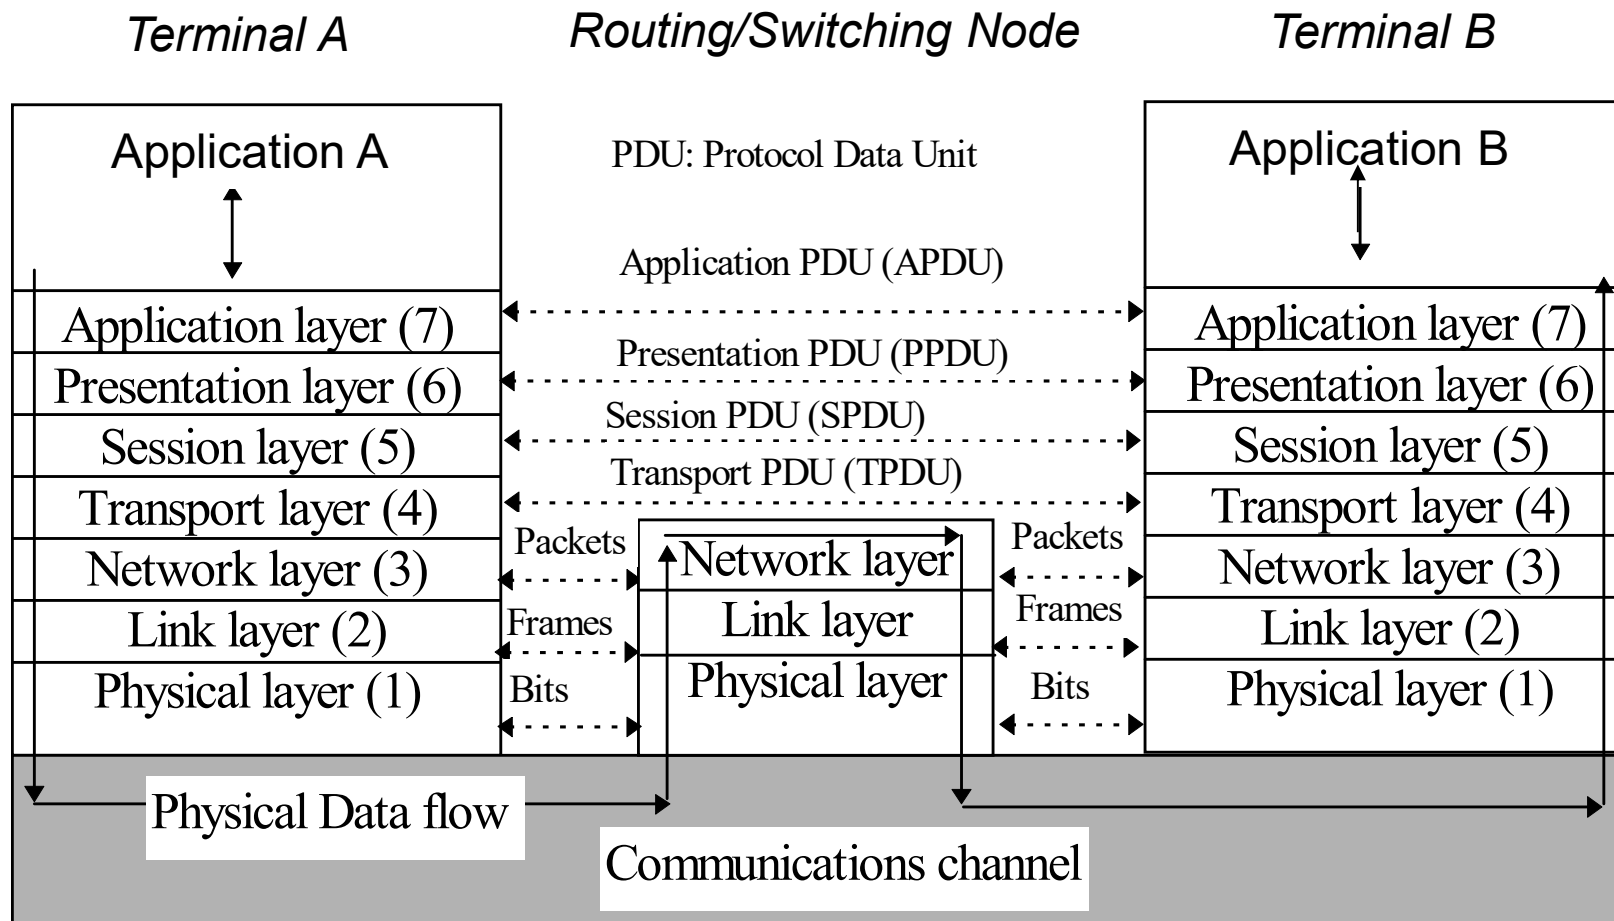 Terminal A
Routing/Switching Node
Terminal B
Application A
PDU: Protocol Data Unit
Application B
Application PDU (APDU)
Application layer (7)
Application layer (7)
Presentation PDU (PPDU)
Presentation layer (6)
Presentation layer (6)
Session PDU (SPDU)
Session layer (5)
Session layer (5)
Transport PDU (TPDU)
Transport layer (4)
Transport layer (4)
Packets
Packets
Network layer (3)
Network layer
Network layer (3)
Frames
Frames
Link layer (2)
Link layer
Link layer (2)
Physical layer (1)
Bits
Physical layer
Bits
Physical layer (1)
Physical Data flow
Communications channel